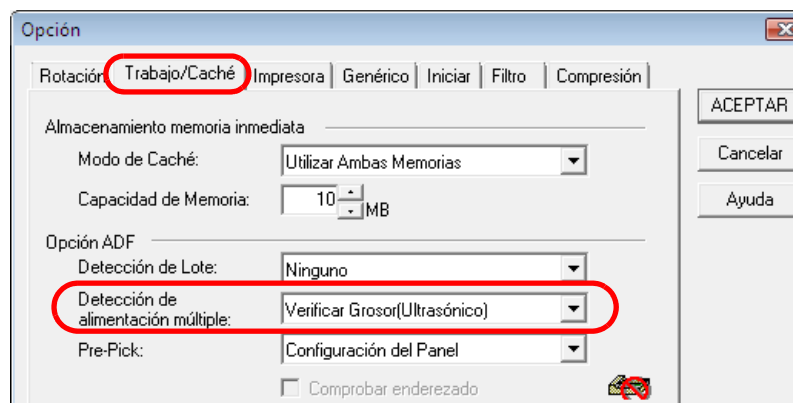 Opción
Rotación Trabajo/Caché Impresora Genérico Iniciar Filtro Compresión
ACEPTAR
Almacenamiento memoria inmediata
Modo de Caché: Utilizar Ambas Memorias
Cancelar
Capacidad de Memoria: 10 MB
Ayuda
Opción ADF
Detección de Lote: Ninguno
Detección de
alimentación múltiple: Verificar Grosor(Ultrasónico)
Pre-Pick: Configuración del Panel
Comprobar enderezado